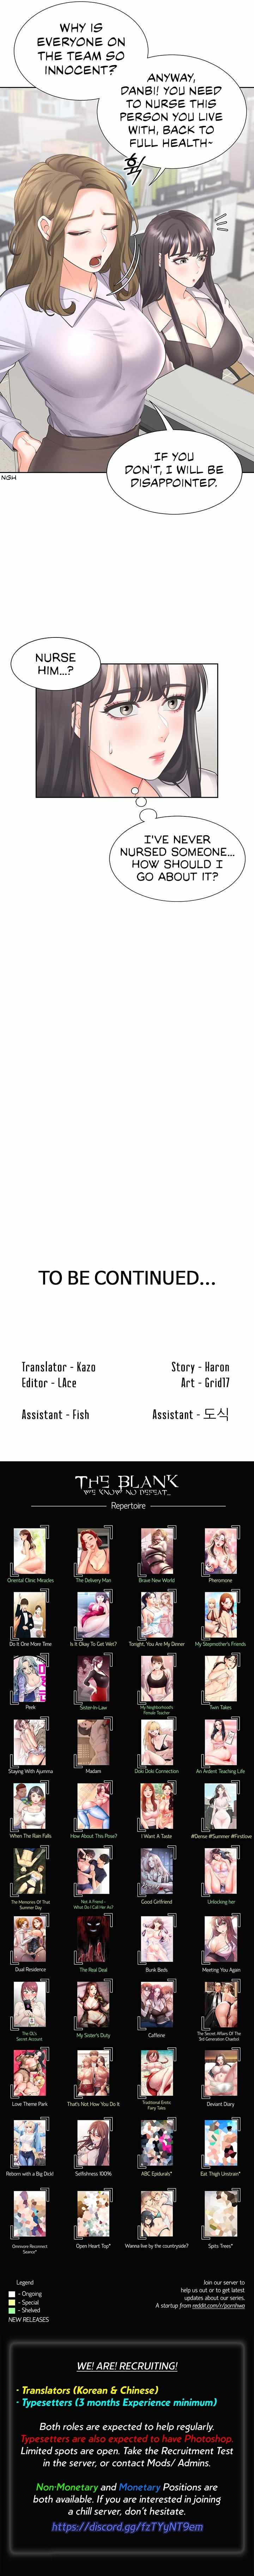 WHY IS
EVERYONE ON
THE TEAM SO
INNOCENT?
ANYWAY,
DANBI! YOU NEED
TO NURSE THIS
PERSON YOU LIVE
WITH, BACK TO
FULL HEALTH~
휙
IF YOU
DON'T, I WILL BE
DISAPPOINTED.
NGH
NURSE
HIM...?
I'VE NEVER
NURSED SOMEONE...
HOW SHOULD I
GO ABOUT IT?
TO BE CONTINUED...
Translator - Kazo
Story - Haron
Editor - LAce
Art - Grid17
Assistant - Fish
Assistant - 도식
THE BLANK
WE KNOW NO DEFEAT...
Repertoire
Oriental Clinic Miracles
The Delivery Man
Brave New World
Pheromone
Do It One More Time
Is It Okay To Get Wet?
Tonight, You Are My Dinner
My Stepmother's Friends
Peek
Sister-In-Law
My Neighborhood's
Female Teacher
Twin Takes
Staying With Ajumma
Madam
Doki Doki Connection
An Ardent Teaching Life
When The Rain Falls
How About This Pose?
I Want A Taste
#Dense #Summer #Firstlove
The Memories Of That
Summer Day
Not A Friend –
What Do I Call Her As?
Good Girlfriend
Unlocking her
Dual Residence
The Real Deal
Bunk Beds
Meeting You Again
The OL's
Secret Account
My Sister's Duty
Caffeine
The Secret Affairs Of The
3rd Generation Chaebol
Love Theme Park
That's Not How You Do It
Traditional Erotic
Fairy Tales
Deviant Diary
Reborn with a Big Dick!
Selfishness 100%
ABC Epidurals*
Eat Thigh Unstrain*
Omnivore Reconnect
Seance*
Open Heart Top*
Wanna live by the countryside?
Spits Trees*
Legend
- Ongoing
- Special
- Shelved
NEW RELEASES
Join our server to
help us out or to get latest
updates about our series.
A startup from reddit.com/r/pornhwa
WE! ARE! RECRUITING!
- Translators (Korean & Chinese)
- Typesetters (3 months Experience minimum)
Both roles are expected to help regularly.
Typesetters are also expected to have Photoshop.
Limited spots are open. Take the Recruitment Test
in the server, or contact Mods/ Admins.
Non-Monetary and Monetary Positions are
both available. If you are interested in joining
a chill server, don't hesitate.
https://discord.gg/fzTYyNT9em